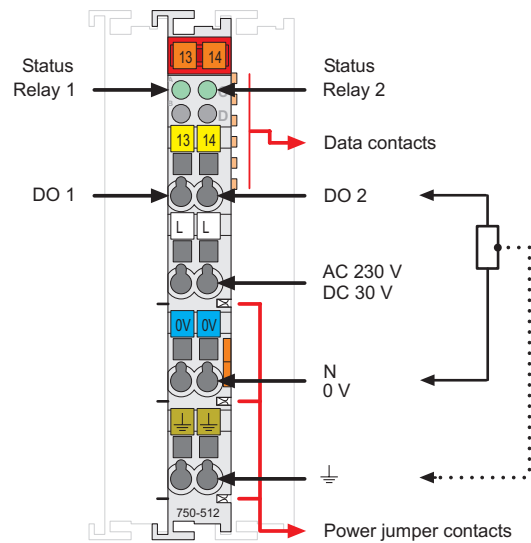 13 14
Status
Relay 1
Status
Relay 2
A C
B D
Data contacts
13 14
DO 1
DO 2
L L
AC 230 V
DC 30 V
0V 0V
N
0 V
750-512
Power jumper contacts